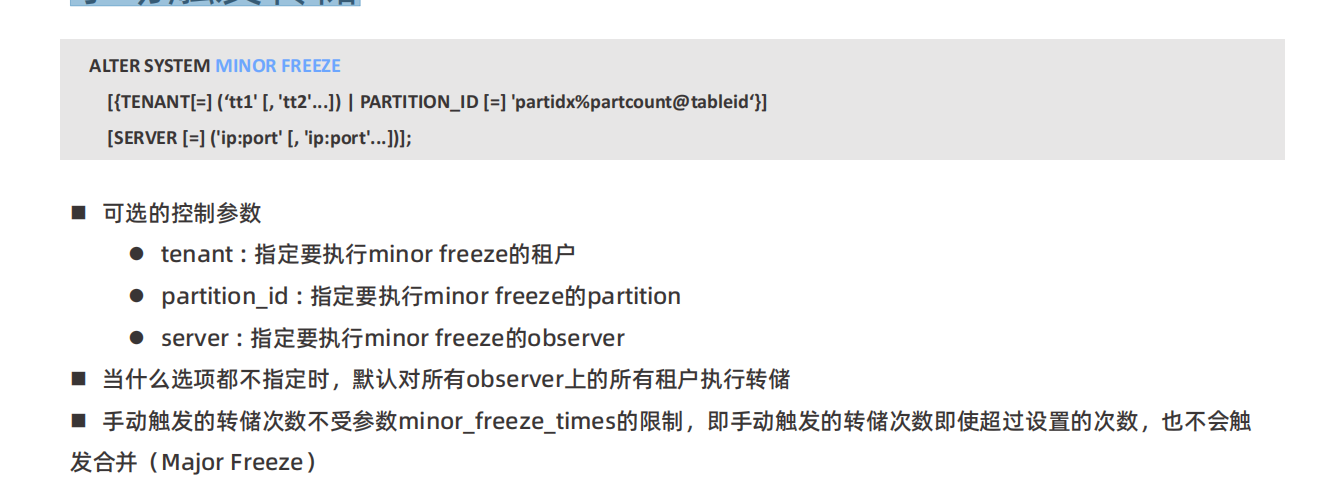 ALTER SYSTEM MINOR FREEZE
[{TENANT[=] (‘tt1' [, 'tt2'...]) | PARTITION_ID [=] 'partidx%partcount@tableid‘}]
[SERVER [=] ('ip:port' [, 'ip:port'...])];
■ 可选的控制参数
● tenant : 指定要执行minor freeze的租户
● partition_id : 指定要执行minor freeze的partition
● server : 指定要执行minor freeze的observer
■ 当什么选项都不指定时，默认对所有observer上的所有租户执行转储
■ 手动触发的转储次数不受参数minor_freeze_times的限制，即手动触发的转储次数即使超过设置的次数，也不会触
发合并（Major Freeze）